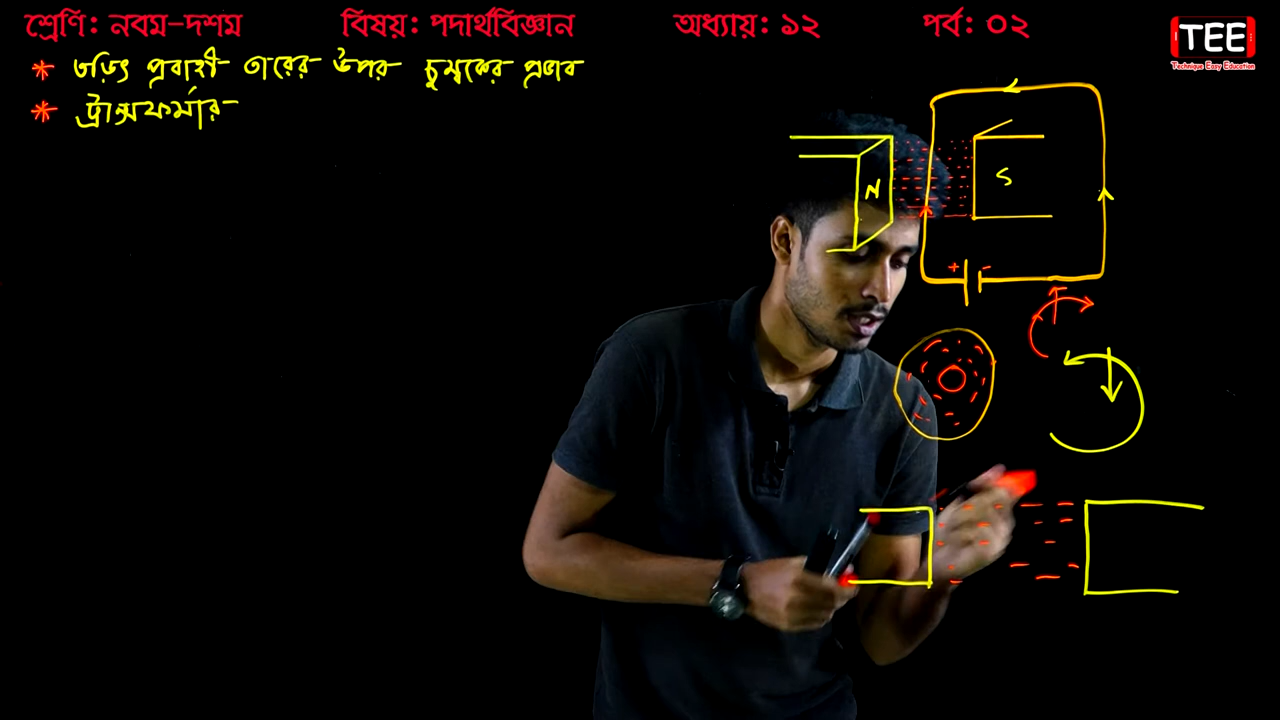 শ্রেণি: নবম-দশম বিষয়: পদার্থবিজ্ঞান অধ্যায়: ১২ পর্ব: ০২
TEE
Technique Easy Education
* তড়িৎ প্রবাহী তারের উপর চুম্বকের প্রভাব
* ট্রান্সফর্মার
N
S
+ -